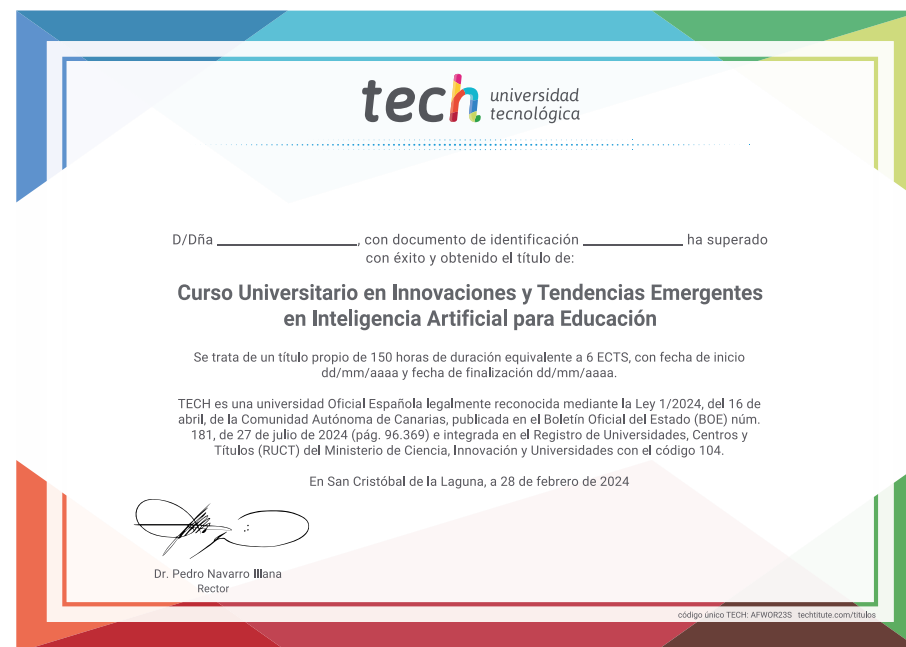 tech universidad
tecnológica
D/Dña ____________________, con documento de identificación ______________ ha superado
con éxito y obtenido el título de:
Curso Universitario en Innovaciones y Tendencias Emergentes
en Inteligencia Artificial para Educación
Se trata de un título propio de 150 horas de duración equivalente a 6 ECTS, con fecha de inicio
dd/mm/aaaa y fecha de finalización dd/mm/aaaa.
TECH es una universidad Oficial Española legalmente reconocida mediante la Ley 1/2024, del 16 de
abril, de la Comunidad Autónoma de Canarias, publicada en el Boletín Oficial del Estado (BOE) núm.
181, de 27 de julio de 2024 (pág. 96.369) e integrada en el Registro de Universidades, Centros y
Títulos (RUCT) del Ministerio de Ciencia, Innovación y Universidades con el código 104.
En San Cristóbal de la Laguna, a 28 de febrero de 2024
Dr. Pedro Navarro Illana
Rector
código único TECH: AFWOR23S techtitute.com/titulos